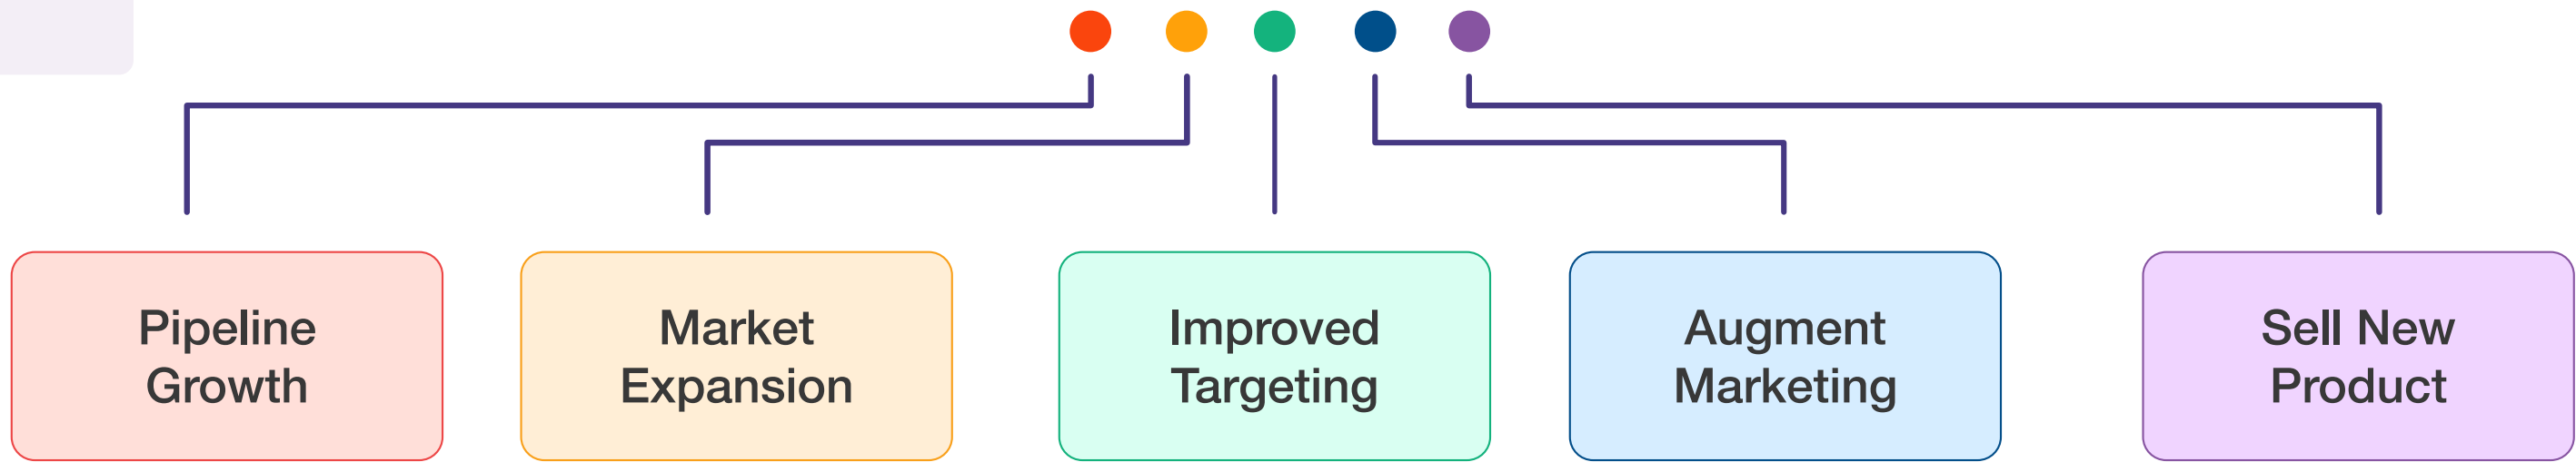 Pipeline
Growth
Market
Expansion
Improved
Targeting
Augment
Marketing
Sell New
Product